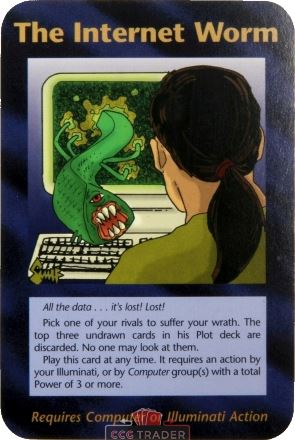 The Internet Worm
All the data . . . it's lost! Lost!
Pick one of your rivals to suffer your wrath. The
top three undrawn cards in his Plot deck are
discarded. No one may look at them.
Play this card at any time. It requires an action by
your Illuminati, or by Computer group(s) with a total
Power of 3 or more.
Requires Computer or Illuminati Action
CCG TRADER